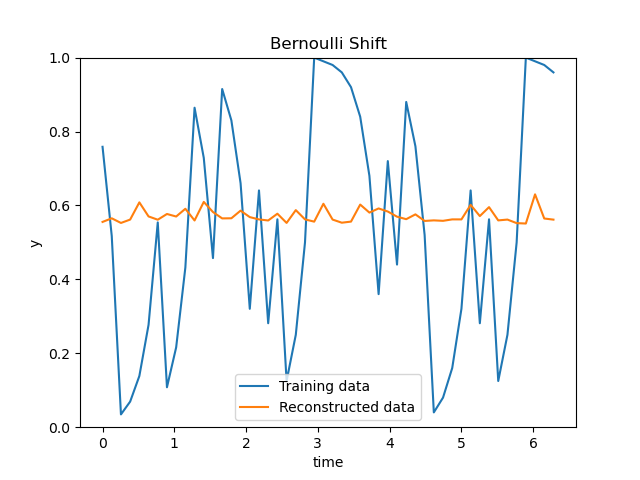 Bernoulli Shift
1.0
0.8
0.6
0.4
0.2
0.0
y
Training data
Reconstructed data
0 1 2 3 4 5 6
time